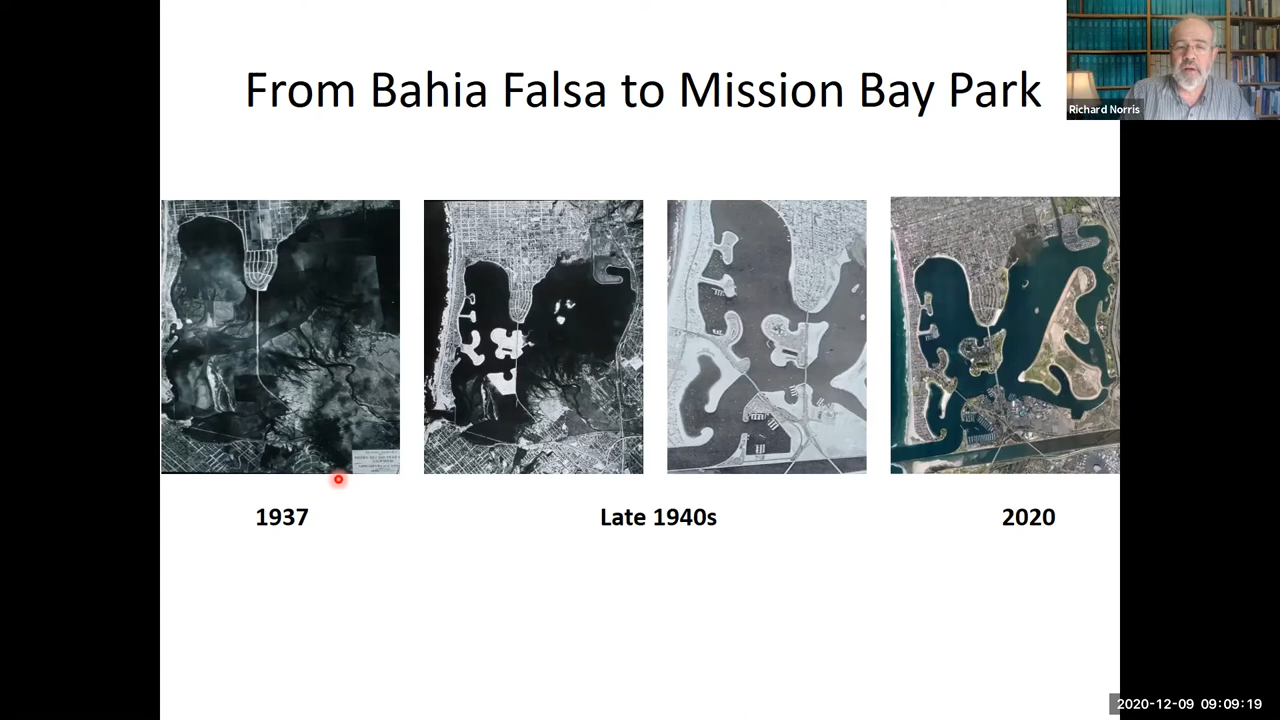 From Bahia Falsa to Mission Bay Park
Richard Norris
1937
Late 1940s
2020
2020-12-09 09:09:19